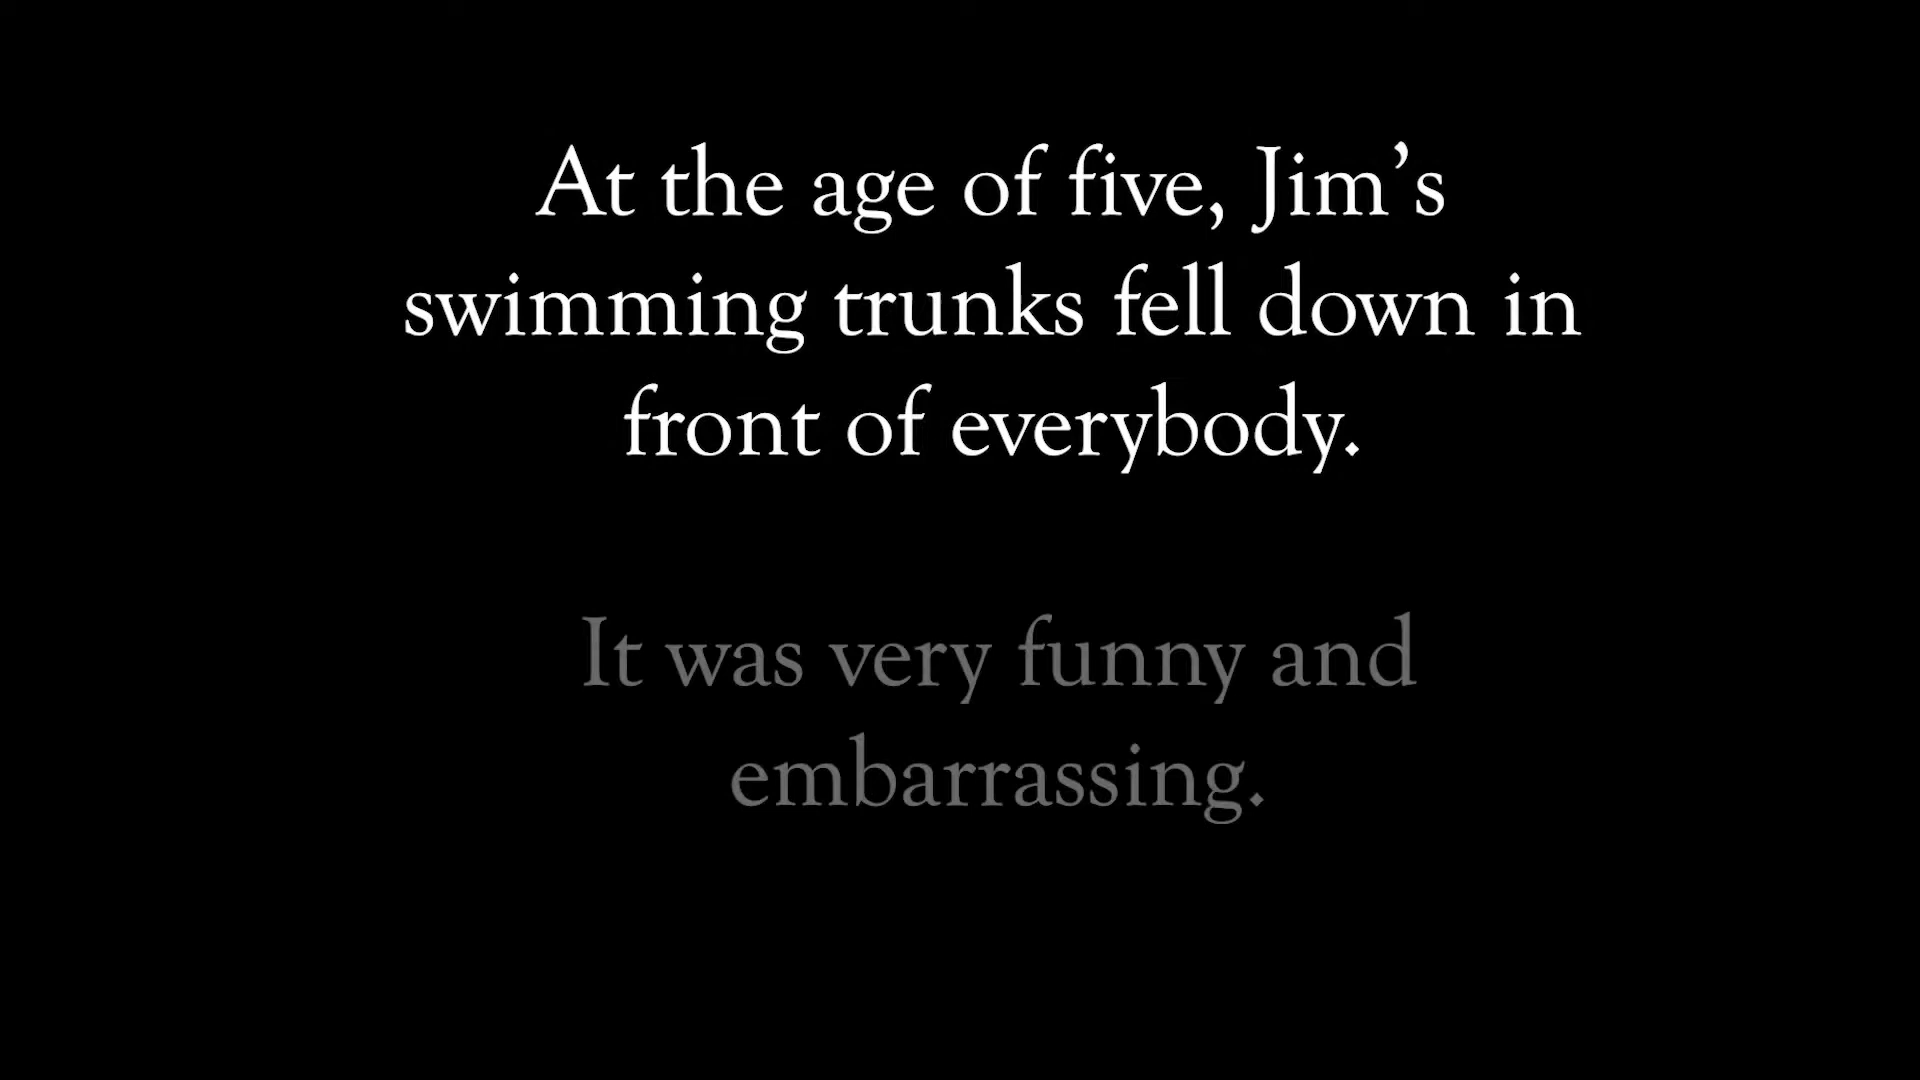 At the age of five, Jim’s
swimming trunks fell down in
front of everybody.
It was very funny and
embarrassing.